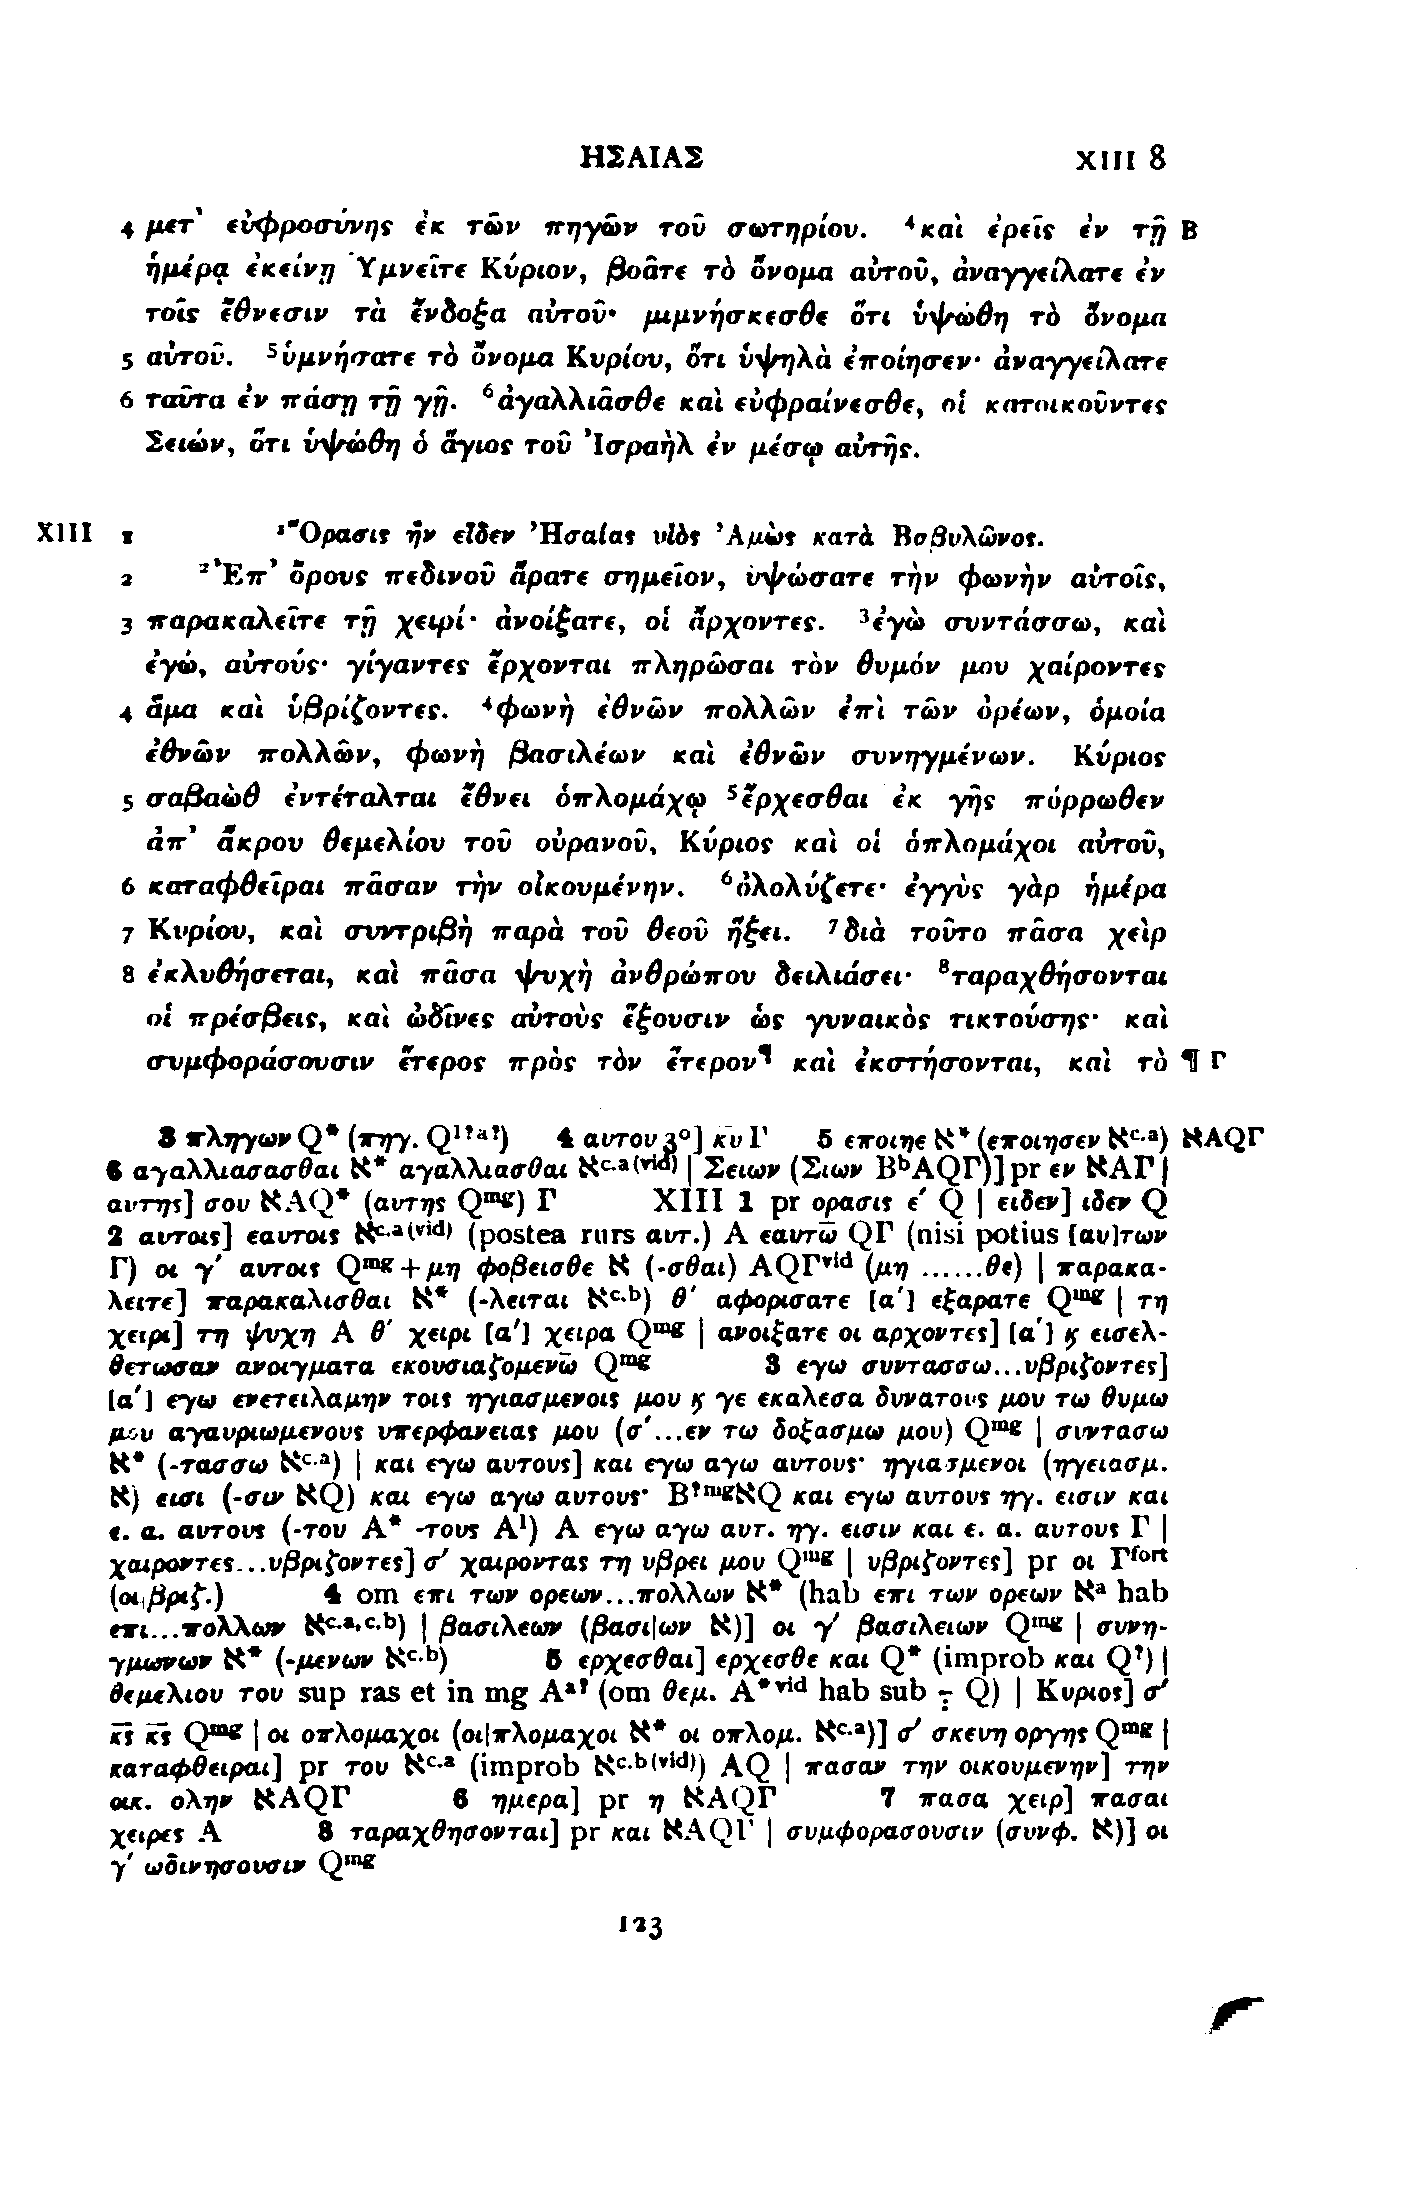 ΗΣΑΙΑΣ XIII 8
4 μετ᾽ εὐφροσύνης ἐκ τῶν πηγῶν τοῦ σωτηρίου. ⁴καὶ ἐρεῖς ἐν τῇ B
ἡμέρᾳ ἐκείνῃ Ὑμνεῖτε Κύριον, βοᾶτε τὸ ὄνομα αὐτοῦ, ἀναγγείλατε ἐν
τοῖς ἔθνεσιν τὰ ἔνδοξα αὐτοῦ· μιμνήσκεσθε ὅτι ὑψώθη τὸ ὄνομα
5 αὐτοῦ. ⁵ὑμνήσατε τὸ ὄνομα Κυρίου, ὅτι ὑψηλὰ ἐποίησεν· ἀναγγείλατε
6 ταῦτα ἐν πάσῃ τῇ γῇ. ⁶ἀγαλλιᾶσθε καὶ εὐφραίνεσθε, οἱ κατοικοῦντες
Σειών, ὅτι ὑψώθη ὁ ἅγιος τοῦ Ἰσραὴλ ἐν μέσῳ αὐτῆς.
XIII 1 ¹Ὅρασις ἣν εἶδεν Ἠσαίας υἱὸς Ἀμὼς κατὰ Βαβυλῶνος.
2 ²Ἐπ᾽ ὄρους πεδινοῦ ἄρατε σημεῖον, ὑψώσατε τὴν φωνὴν αὐτοῖς,
3 παρακαλεῖτε τῇ χειρί· ἀνοίξατε, οἱ ἄρχοντες. ³ἐγὼ συντάσσω, καὶ
ἐγώ, αὐτούς· γίγαντες ἔρχονται πληρῶσαι τὸν θυμόν μου χαίροντες
4 ἅμα καὶ ὑβρίζοντες. ⁴φωνὴ ἐθνῶν πολλῶν ἐπὶ τῶν ὀρέων, ὁμοία
ἐθνῶν πολλῶν, φωνὴ βασιλέων καὶ ἐθνῶν συνηγμένων. Κύριος
5 σαβαὼθ ἐντέταλται ἔθνει ὁπλομάχῳ ⁵ἔρχεσθαι ἐκ γῆς πόρρωθεν
ἀπ᾽ ἄκρου θεμελίου τοῦ οὐρανοῦ, Κύριος καὶ οἱ ὁπλομάχοι αὐτοῦ,
6 καταφθεῖραι πᾶσαν τὴν οἰκουμένην. ⁶ὀλολύζετε· ἐγγὺς γὰρ ἡμέρα
7 Κυρίου, καὶ συντριβὴ παρὰ τοῦ θεοῦ ἥξει. ⁷διὰ τοῦτο πᾶσα χεὶρ
8 ἐκλυθήσεται, καὶ πᾶσα ψυχὴ ἀνθρώπου δειλιάσει· ⁸ταραχθήσονται
οἱ πρέσβεις, καὶ ὠδῖνες αὐτοὺς ἕξουσιν ὡς γυναικὸς τικτούσης· καὶ
συμφοράσουσιν ἕτερος πρὸς τὸν ἕτερον¶ καὶ ἐκστήσονται, καὶ τὸ ¶ Γ
3 πληγων Q* (πηγ. Q¹?ᵃ?) 4 αυτου 3°] κ̅υ̅ Γ 5 εποιηε ℵ* (εποιησεν ℵc.a) ℵAQΓ
6 αγαλλιασασθαι ℵ* αγαλλιασθαι ℵc.a(vid) | Σειων (Σιων Bᵇ AQΓ)] pr εν ℵAΓ |
αυτης] σου ℵAQ* (αυτης Qmg) Γ XIII 1 pr ορασις ε′ Q | ειδεν] ιδεν Q
2 αυτοις] εαυτοις ℵc.a(vid) (postea rurs αυτ.) A εαυτω̅ QΓ (nisi potius [αυ]των
Γ) οι γ′ αυτοις Qmg + μη φοβεισθε ℵ (-σθαι) AQΓvid (μη ......θε) | παρακα-
λειτε] παρακαλισθαι ℵ* (-λειται ℵc.b) θ′ αφορισατε [α′] εξαρατε Qmg | τη
χειρι] τη ψυχη A θ′ χειρι [α′] χειρα Qmg | ανοιξατε οι αρχοντες] [α′] ϗ εισελ-
θετωσαν ανοιγματα εκουσιαζομενω̅ Qmg 3 εγω συντασσω...υβριζοντες]
[α′] εγω ενετειλαμην τοις ηγιασμενοις μου ϗ γε εκαλεσα δυνατους μου τω θυμω
μου αγαυριωμενους υπερφανειας μου (σ′...εν τω δοξασμω μου) Qmg | συντασω
ℵ* (-τασσω ℵc.a) | και εγω αυτους] και εγω αγω αυτους· ηγιασμενοι (ηγειασμ.
ℵ) εισι (-σιν ℵQ) και εγω αγω αυτους· B?mgℵQ και εγω αυτους ηγ. εισιν και
ε. α. αυτους (-του A* -τους A¹) A εγω αγω αυτ. ηγ. εισιν και ε. α. αυτους Γ |
χαιροντες...υβριζοντες] σ′ χαιροντας τη υβρει μου Qmg | υβριζοντες] pr οι Γfort
(οι|βριζ.) 4 om επι των ορεων...πολλων ℵ* (hab επι των ορεων ℵa hab
επι...πολλων ℵc.a, c.b) | βασιλεων (βασι|ων ℵ)] οι γ′ βασιλειων Qmg | συνη-
γμωνων ℵ* (-μενων ℵc.b) 5 ερχεσθαι] ερχεσθε και Q* (improb και Q?) |
θεμελιου του sup ras et in mg Aa? (om θεμ. A*vid hab sub ÷ Q) | Κυριος] σ′
κ̅ς̅ κ̅ς̅ Qmg | οι οπλομαχοι (οι|πλομαχοι ℵ* οι οπλομ. ℵc.a)] σ′ σκευη οργης Qmg |
καταφθειραι] pr του ℵc.a (improb ℵc.b(vid)) AQ | πασαν την οικουμενην] την
οικ. ολην ℵAQΓ 6 ημερα] pr η ℵAQΓ 7 πασα χειρ] πασαι
χειρες A 8 ταραχθησονται] pr και ℵAQΓ | συμφορασουσιν (συνφ. ℵ)] οι
γ′ ωδινησουσιν Qmg
123